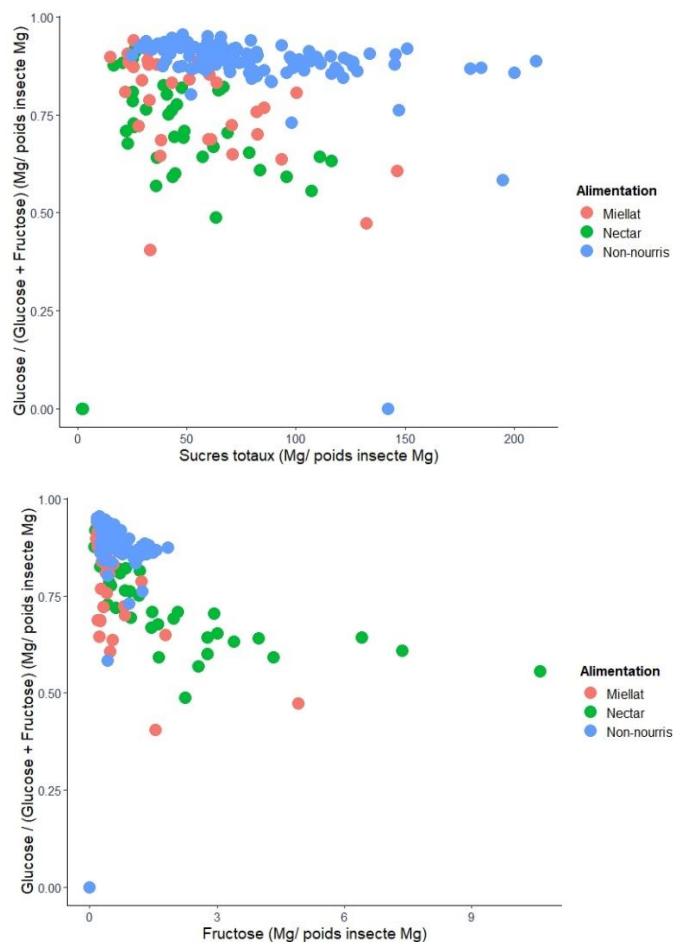 Glucose / (Glucose + Fructose) (Mg/ poids insecte Mg)
1.00
0.75
0.50
0.25
0.00
0
50
100
150
200
Sucres totaux (Mg/ poids insecte Mg)
Alimentation
Miellat
Nectar
Non-nourris
Glucose / (Glucose + Fructose) (Mg/ poids insecte Mg)
1.00
0.75
0.50
0.25
0.00
0
3
6
9
Fructose (Mg/ poids insecte Mg)
Alimentation
Miellat
Nectar
Non-nourris